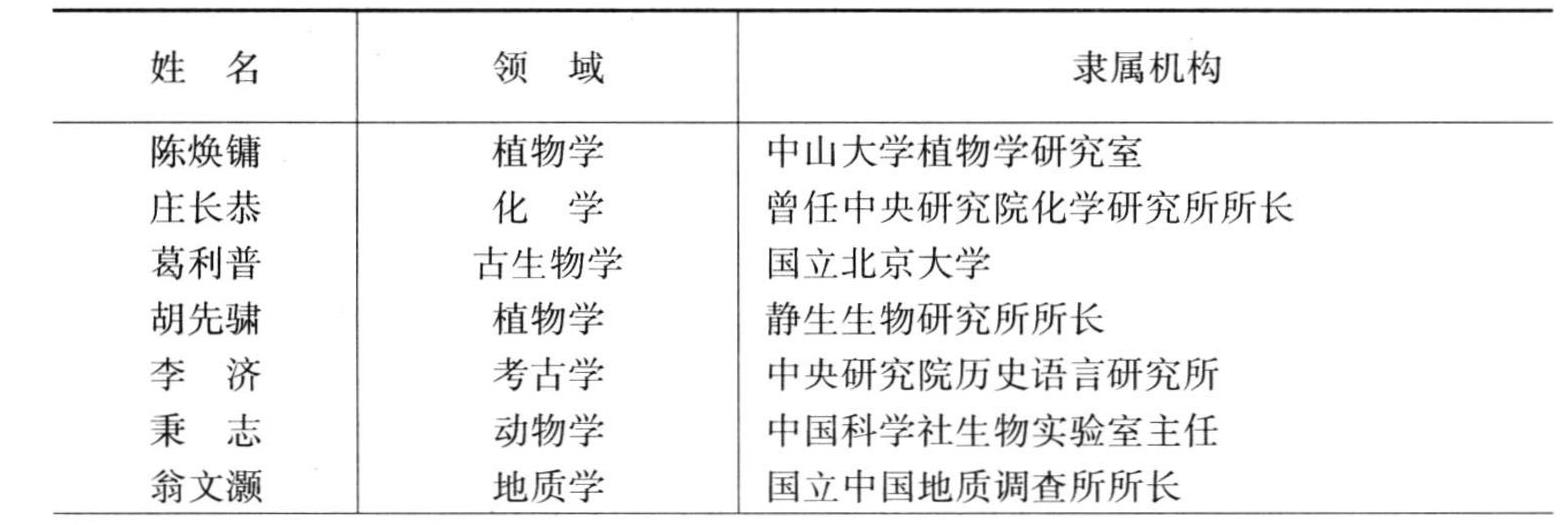 姓 名 领 域 隶属机构
陈焕镛 植物学 中山大学植物学研究室
庄长恭 化 学 曾任中央研究院化学研究所所长
葛利普 古生物学 国立北京大学
胡先骕 植物学 静生生物研究所所长
李 济 考古学 中央研究院历史语言研究所
秉 志 动物学 中国科学社生物实验室主任
翁文灏 地质学 国立中国地质调查所所长